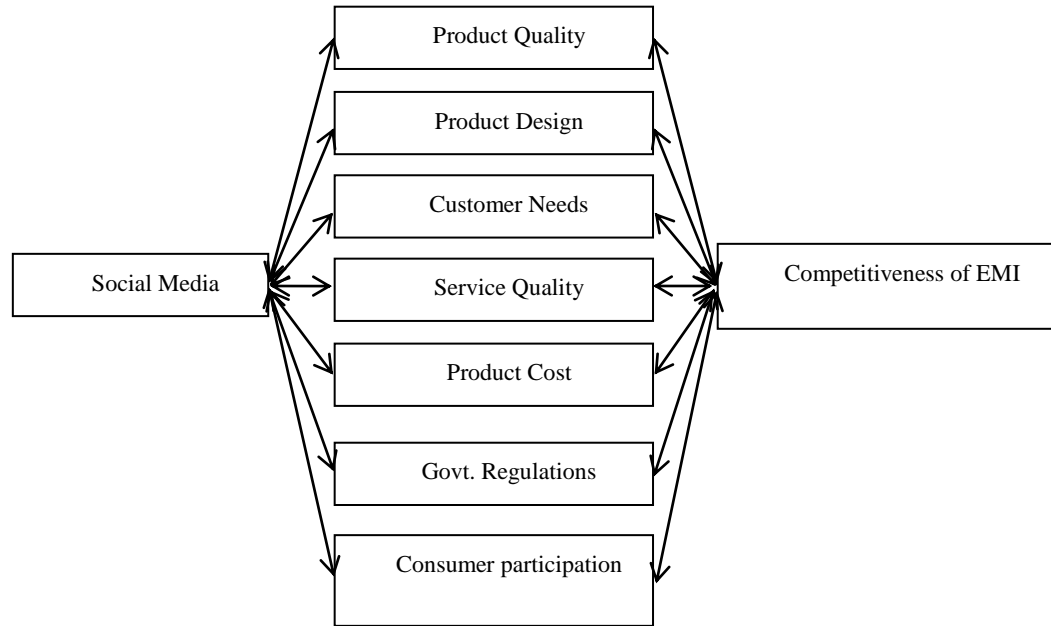 Product Quality
Product Design
Customer Needs
Social Media
Service Quality
Competitiveness of EMI
Product Cost
Govt. Regulations
Consumer participation